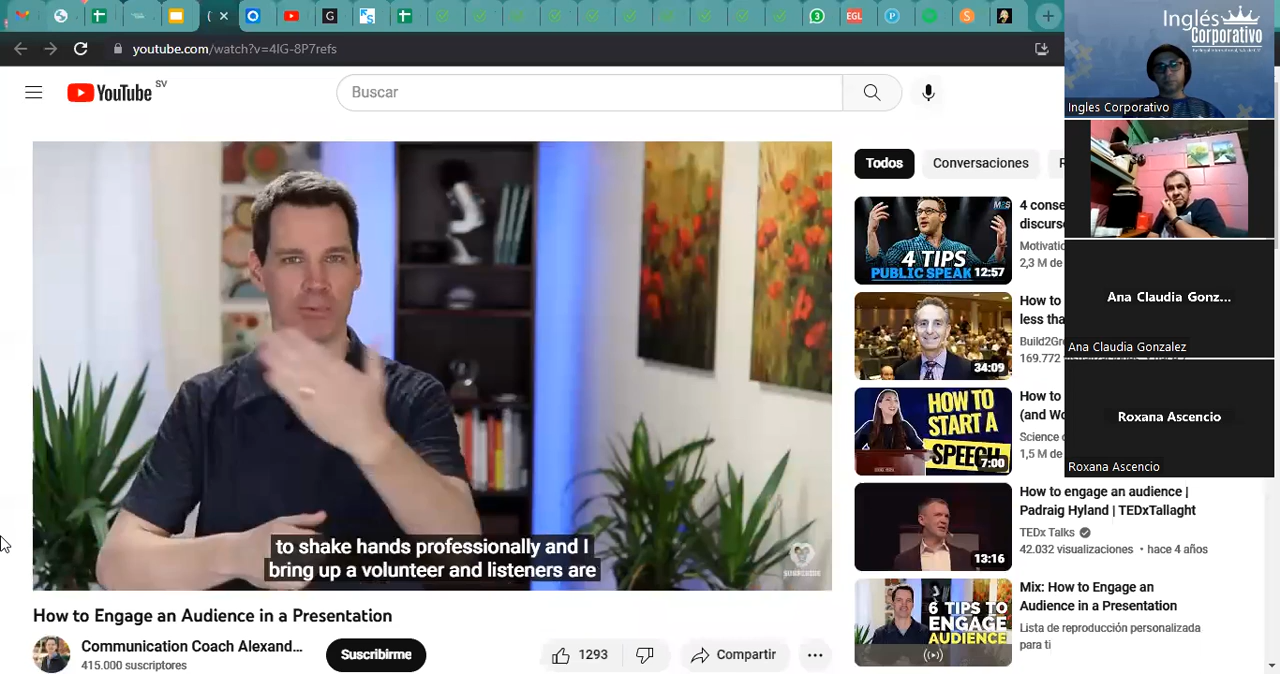 youtube.com/watch?v=4lG-8P7refs
YouTube SV
Buscar
Todos
Conversaciones
4 TIPS
PUBLIC SPEAK
12:57
4 conse
discurs
Motivatio
2,3 M de
34:09
How to
less tha
Build2Gr
169.772
HOW TO
START A
SPEECH
7:00
How to
(and Wo
Science o
1,5 M de
13:16
How to engage an audience |
Padraig Hyland | TEDxTallaght
TEDx Talks
42.032 visualizaciones • hace 4 años
6 TIPS TO
ENGAGE
AUDIENCE
Mix: How to Engage an
Audience in a Presentation
Lista de reproducción personalizada
para ti
to shake hands professionally and I
bring up a volunteer and listeners are
How to Engage an Audience in a Presentation
Communication Coach Alexand...
415.000 suscriptores
Suscribirme
1293
Compartir
Inglés
Corporativo
Ingles Corporativo
Ana Claudia Gonz...
Ana Claudia Gonzalez
Roxana Ascencio
Roxana Ascencio